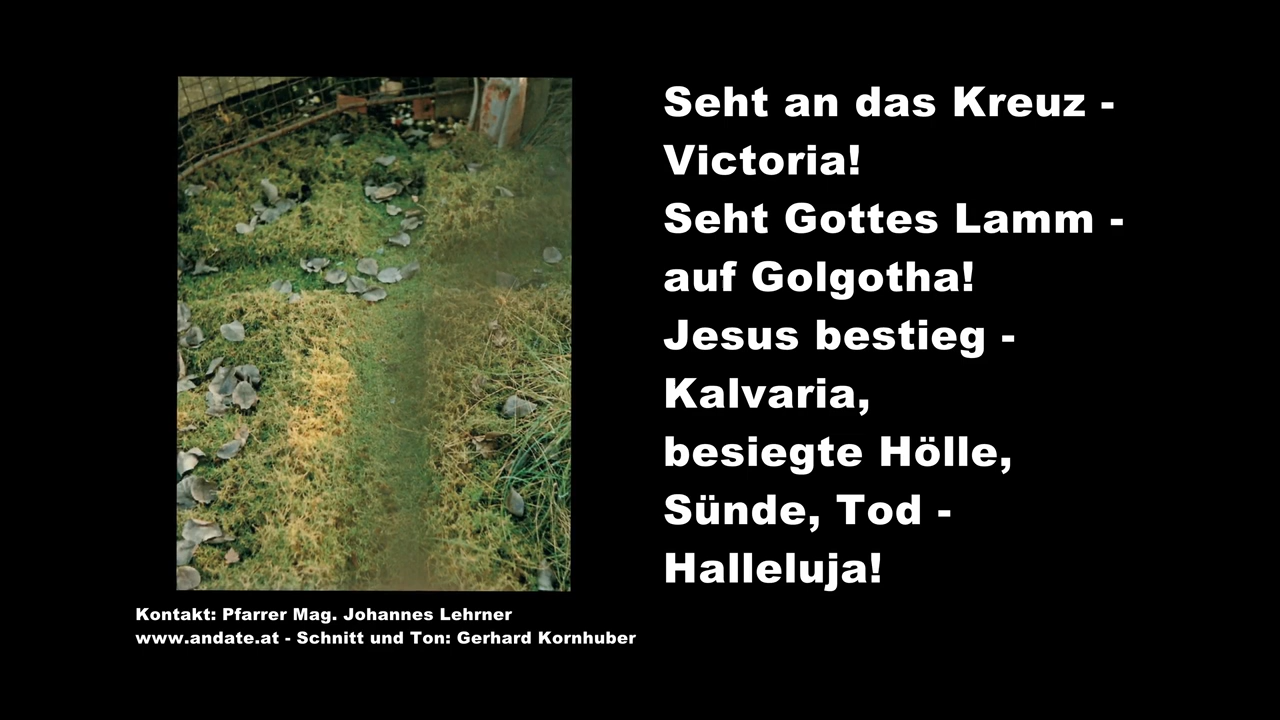 Seht an das Kreuz -
Victoria!
Seht Gottes Lamm -
auf Golgotha!
Jesus bestieg -
Kalvaria,
besiegte Hölle,
Sünde, Tod -
Halleluja!
Kontakt: Pfarrer Mag. Johannes Lehrner
www.andate.at - Schnitt und Ton: Gerhard Kornhuber